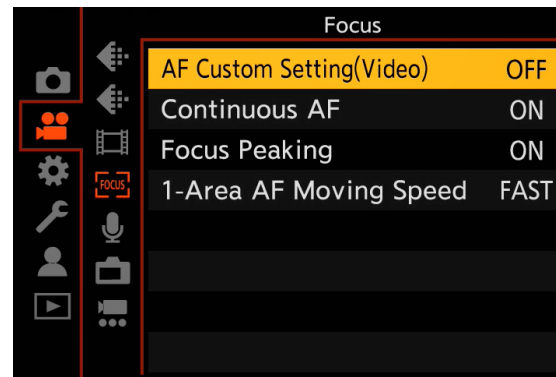 Focus
AF Custom Setting(Video) OFF
Continuous AF ON
Focus Peaking ON
FOCUS
1-Area AF Moving Speed FAST